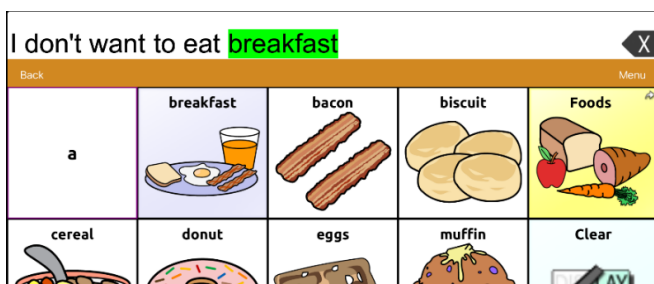 I don't want to eat breakfast
X
Back Menu
breakfast bacon biscuit Foods
a
cereal donut eggs muffin Clear